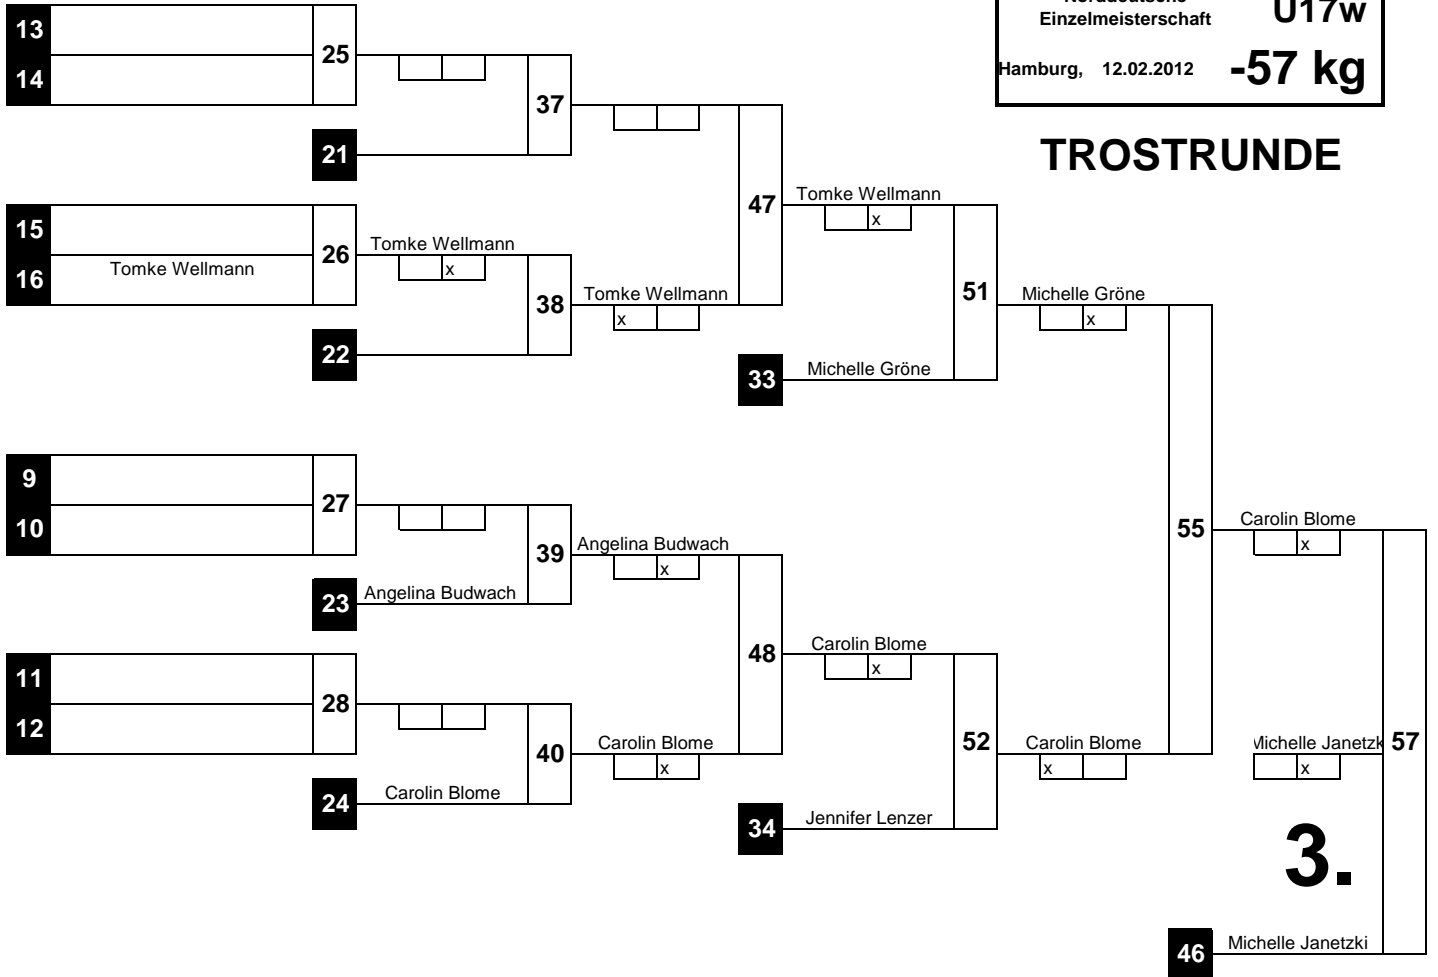 Norddeutsche
Einzelmeisterschaft
U17w
Hamburg, 12.02.2012
-57 kg
TROSTRUNDE
13
14
25
37
21
47
Tomke Wellmann
x
15
16
Tomke Wellmann
26
Tomke Wellmann
x
38
Tomke Wellmann
x
22
51
Michelle Gröne
x
33
Michelle Gröne
9
10
27
39
Angelina Budwach
x
23
Angelina Budwach
55
Carolin Blome
x
11
12
28
48
Carolin Blome
x
40
Carolin Blome
x
24
Carolin Blome
52
Carolin Blome
x
34
Jennifer Lenzer
Michelle Janetzk
x
57
3.
46
Michelle Janetzki